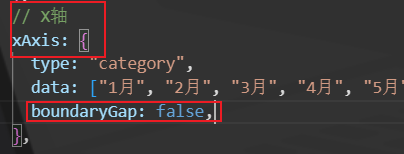 // X轴
xAxis: {
type: "category",
data: ["1月", "2月", "3月", "4月", "5月"
boundaryGap: false,
},